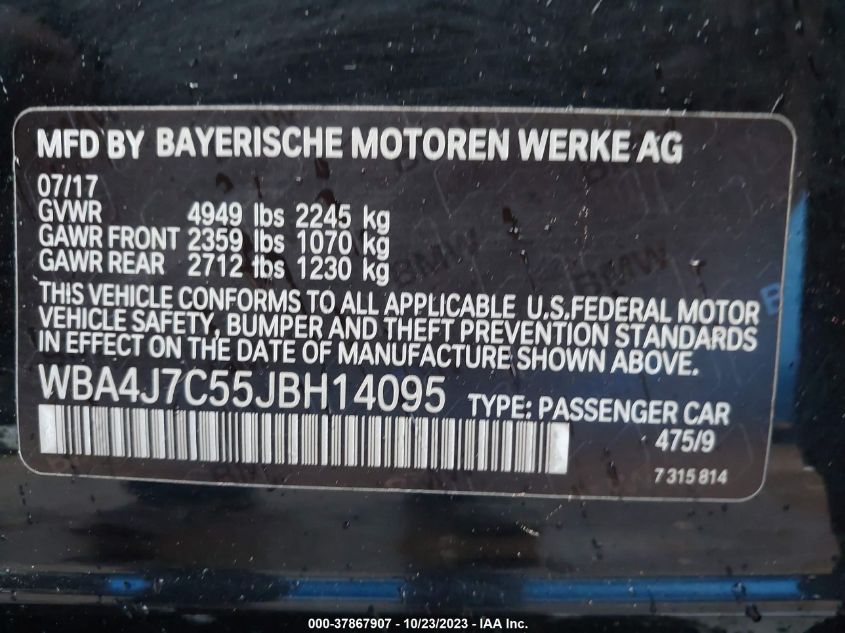 MFD BY BAYERISCHE MOTOREN WERKE AG
07/17
GVWR 4949 lbs 2245 kg
GAWR FRONT 2359 lbs 1070 kg
GAWR REAR 2712 lbs 1230 kg
THIS VEHICLE CONFORMS TO ALL APPLICABLE U.S.FEDERAL MOTOR
VEHICLE SAFETY, BUMPER AND THEFT PREVENTION STANDARDS
IN EFFECT ON THE DATE OF MANUFACTURE SHOWN ABOVE.
WBA4J7C55JBH14095 TYPE: PASSENGER CAR
475/9
7 315 814
000-37867907 - 10/23/2023 - IAA Inc.